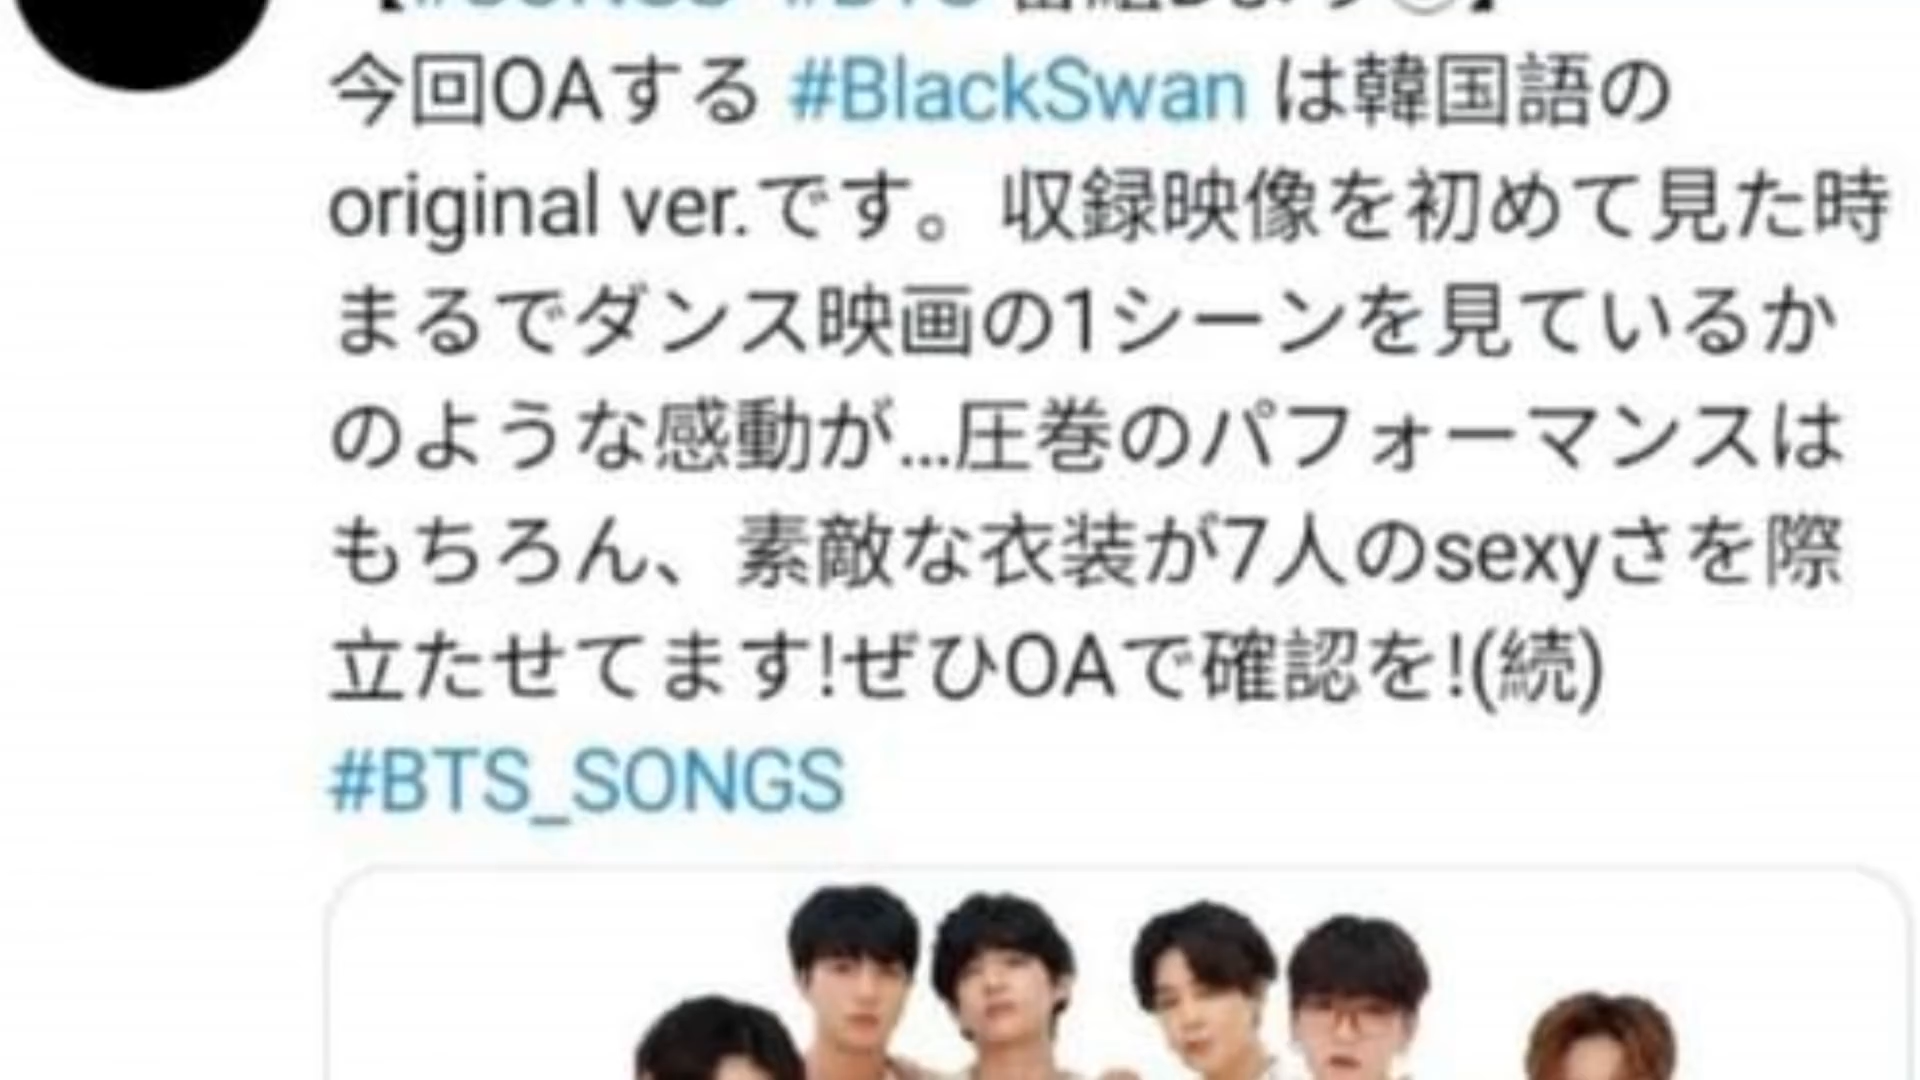 今回OAする #BlackSwan は韓国語の
original ver.です。収録映像を初めて見た時
まるでダンス映画の1シーンを見ているか
のような感動が...圧巻のパフォーマンスは
もちろん、素敵な衣装が7人のsexyさを際
立たせてます!ぜひOAで確認を!(続)
#BTS_SONGS